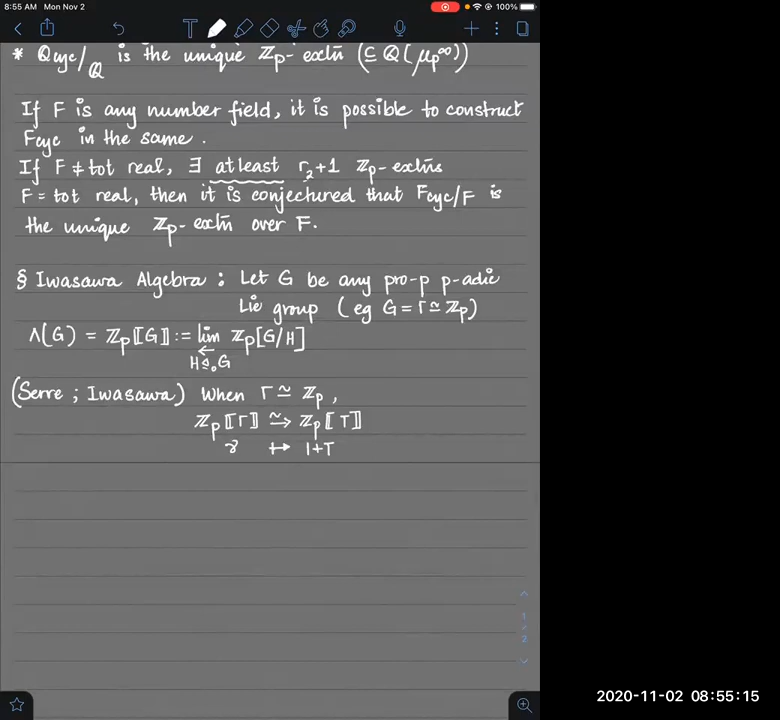 8:55 AM Mon Nov 2
100%
* Qcyc/Q is the unique ℤp- extn̄ (⊆ Q(μp∞))
If F is any number field, it is possible to construct
Fcyc in the same.
If F ≠ tot real, ∃ atleast r₂+1 ℤp-extn̄s
F = tot real, then it is conjectured that Fcyc/F is
the unique ℤp- extn̄ over F.
§ Iwasawa Algebra : Let G be any pro-p p-adic
Lie group (eg G = Γ ≃ ℤp)
Λ(G) = ℤp⟦G⟧ := lim ℤp[G/H]
←
H⊴₀G
(Serre ; Iwasawa) When Γ ≃ ℤp,
ℤp⟦Γ⟧ ⥲ ℤp⟦T⟧
γ ↦ 1+T
1
2
2020-11-02 08:55:15